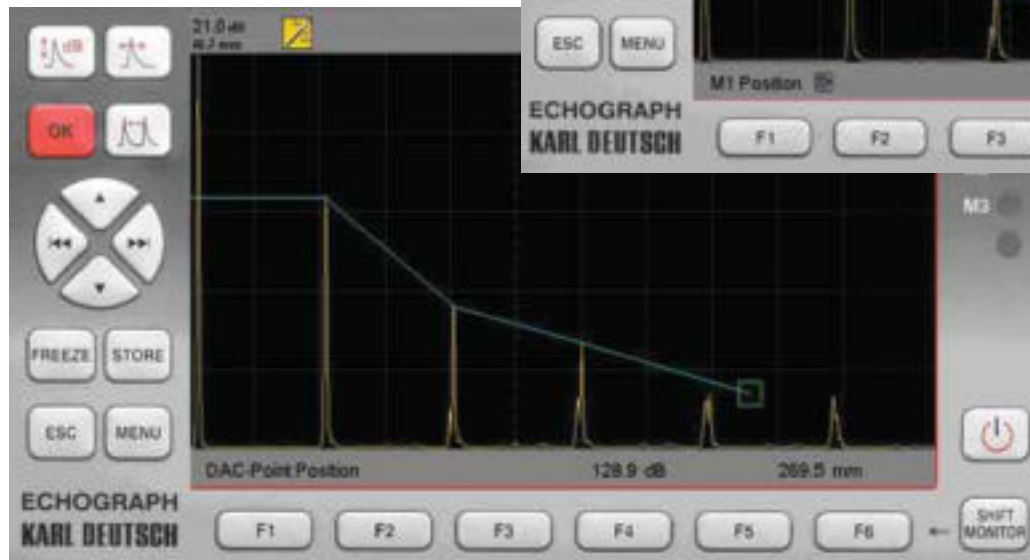 21.0 dB
dB
OK
FREEZE STORE
ESC MENU
DAC-Point Position 128.9 dB 269.5 mm
ECHOGRAPH
KARL DEUTSCH
F1 F2 F3 F4 F5 F6 ← SHIFT
MONITOR
ESC MENU
M1 Position
ECHOGRAPH
KARL DEUTSCH
F1 F2 F3
M3